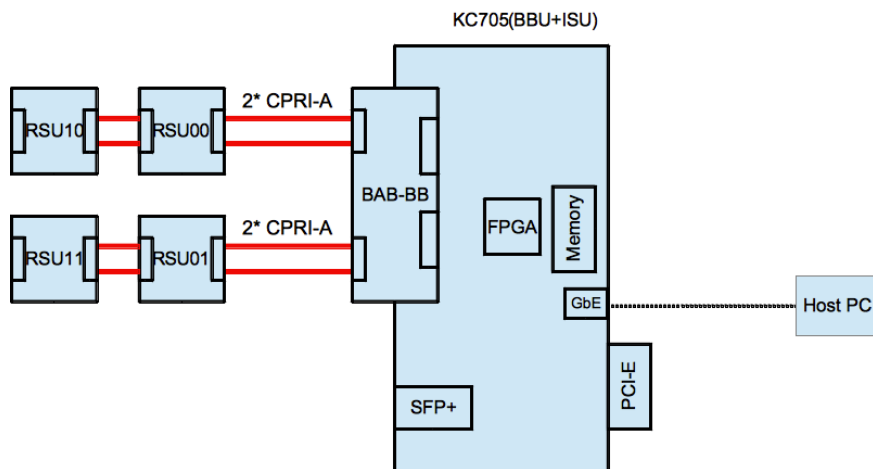 KC705(BBU+ISU)
2* CPRI-A
RSU10
RSU00
BAB-BB
FPGA
Memory
2* CPRI-A
RSU11
RSU01
GbE
Host PC
PCI-E
SFP+